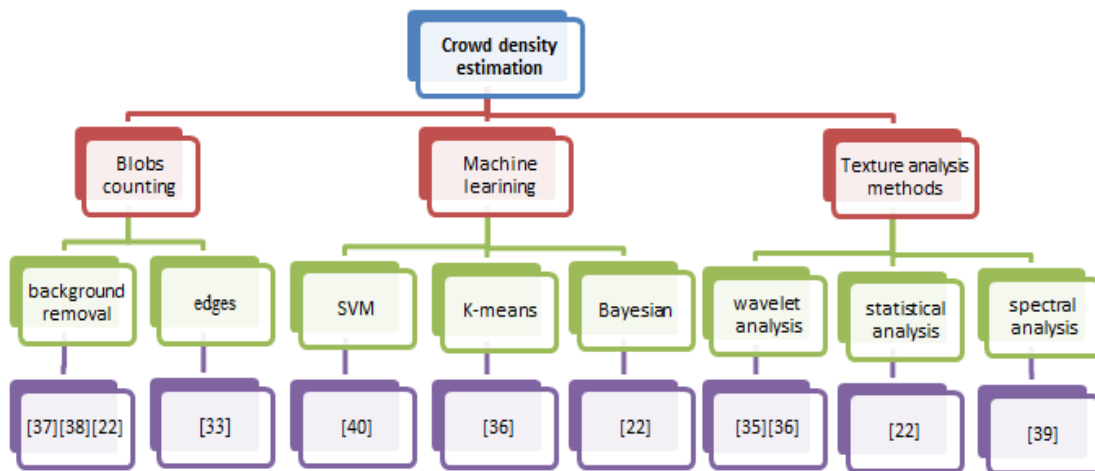 Crowd density
estimation
Blobs
counting
Machine
learining
Texture analysis
methods
background
removal
edges
SVM
K-means
Bayesian
wavelet
analysis
statistical
analysis
spectral
analysis
[37][38][22]
[33]
[40]
[36]
[22]
[35][36]
[22]
[39]